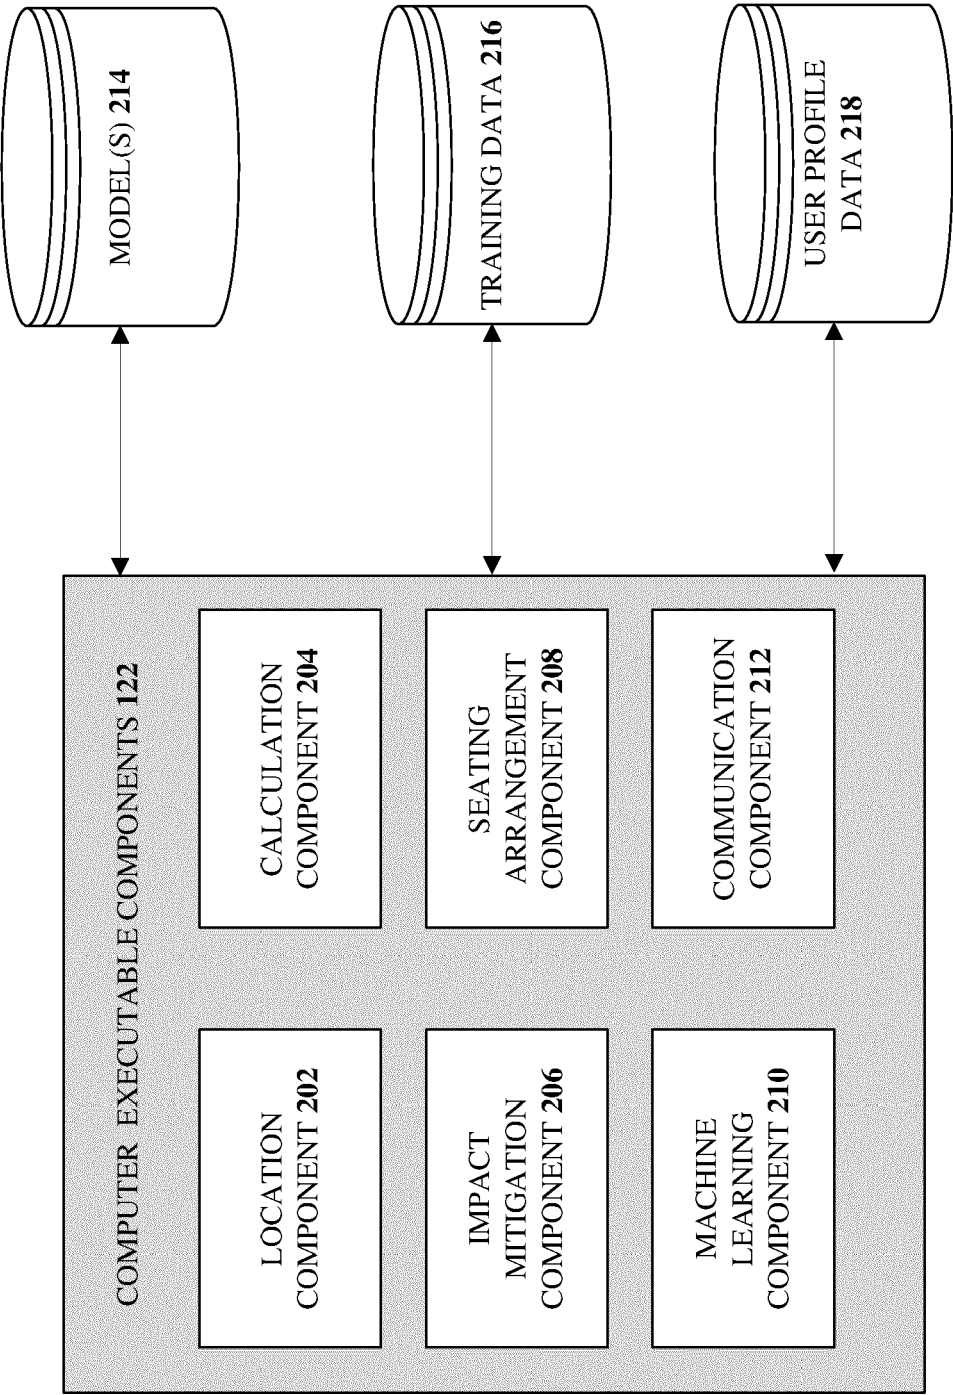 COMPUTER EXECUTABLE COMPONENTS 122
LOCATION
COMPONENT 202
CALCULATION
COMPONENT 204
IMPACT
MITIGATION
COMPONENT 206
SEATING
ARRANGEMENT
COMPONENT 208
MACHINE
LEARNING
COMPONENT 210
COMMUNICATION
COMPONENT 212
MODEL(S) 214
TRAINING DATA 216
USER PROFILE
DATA 218